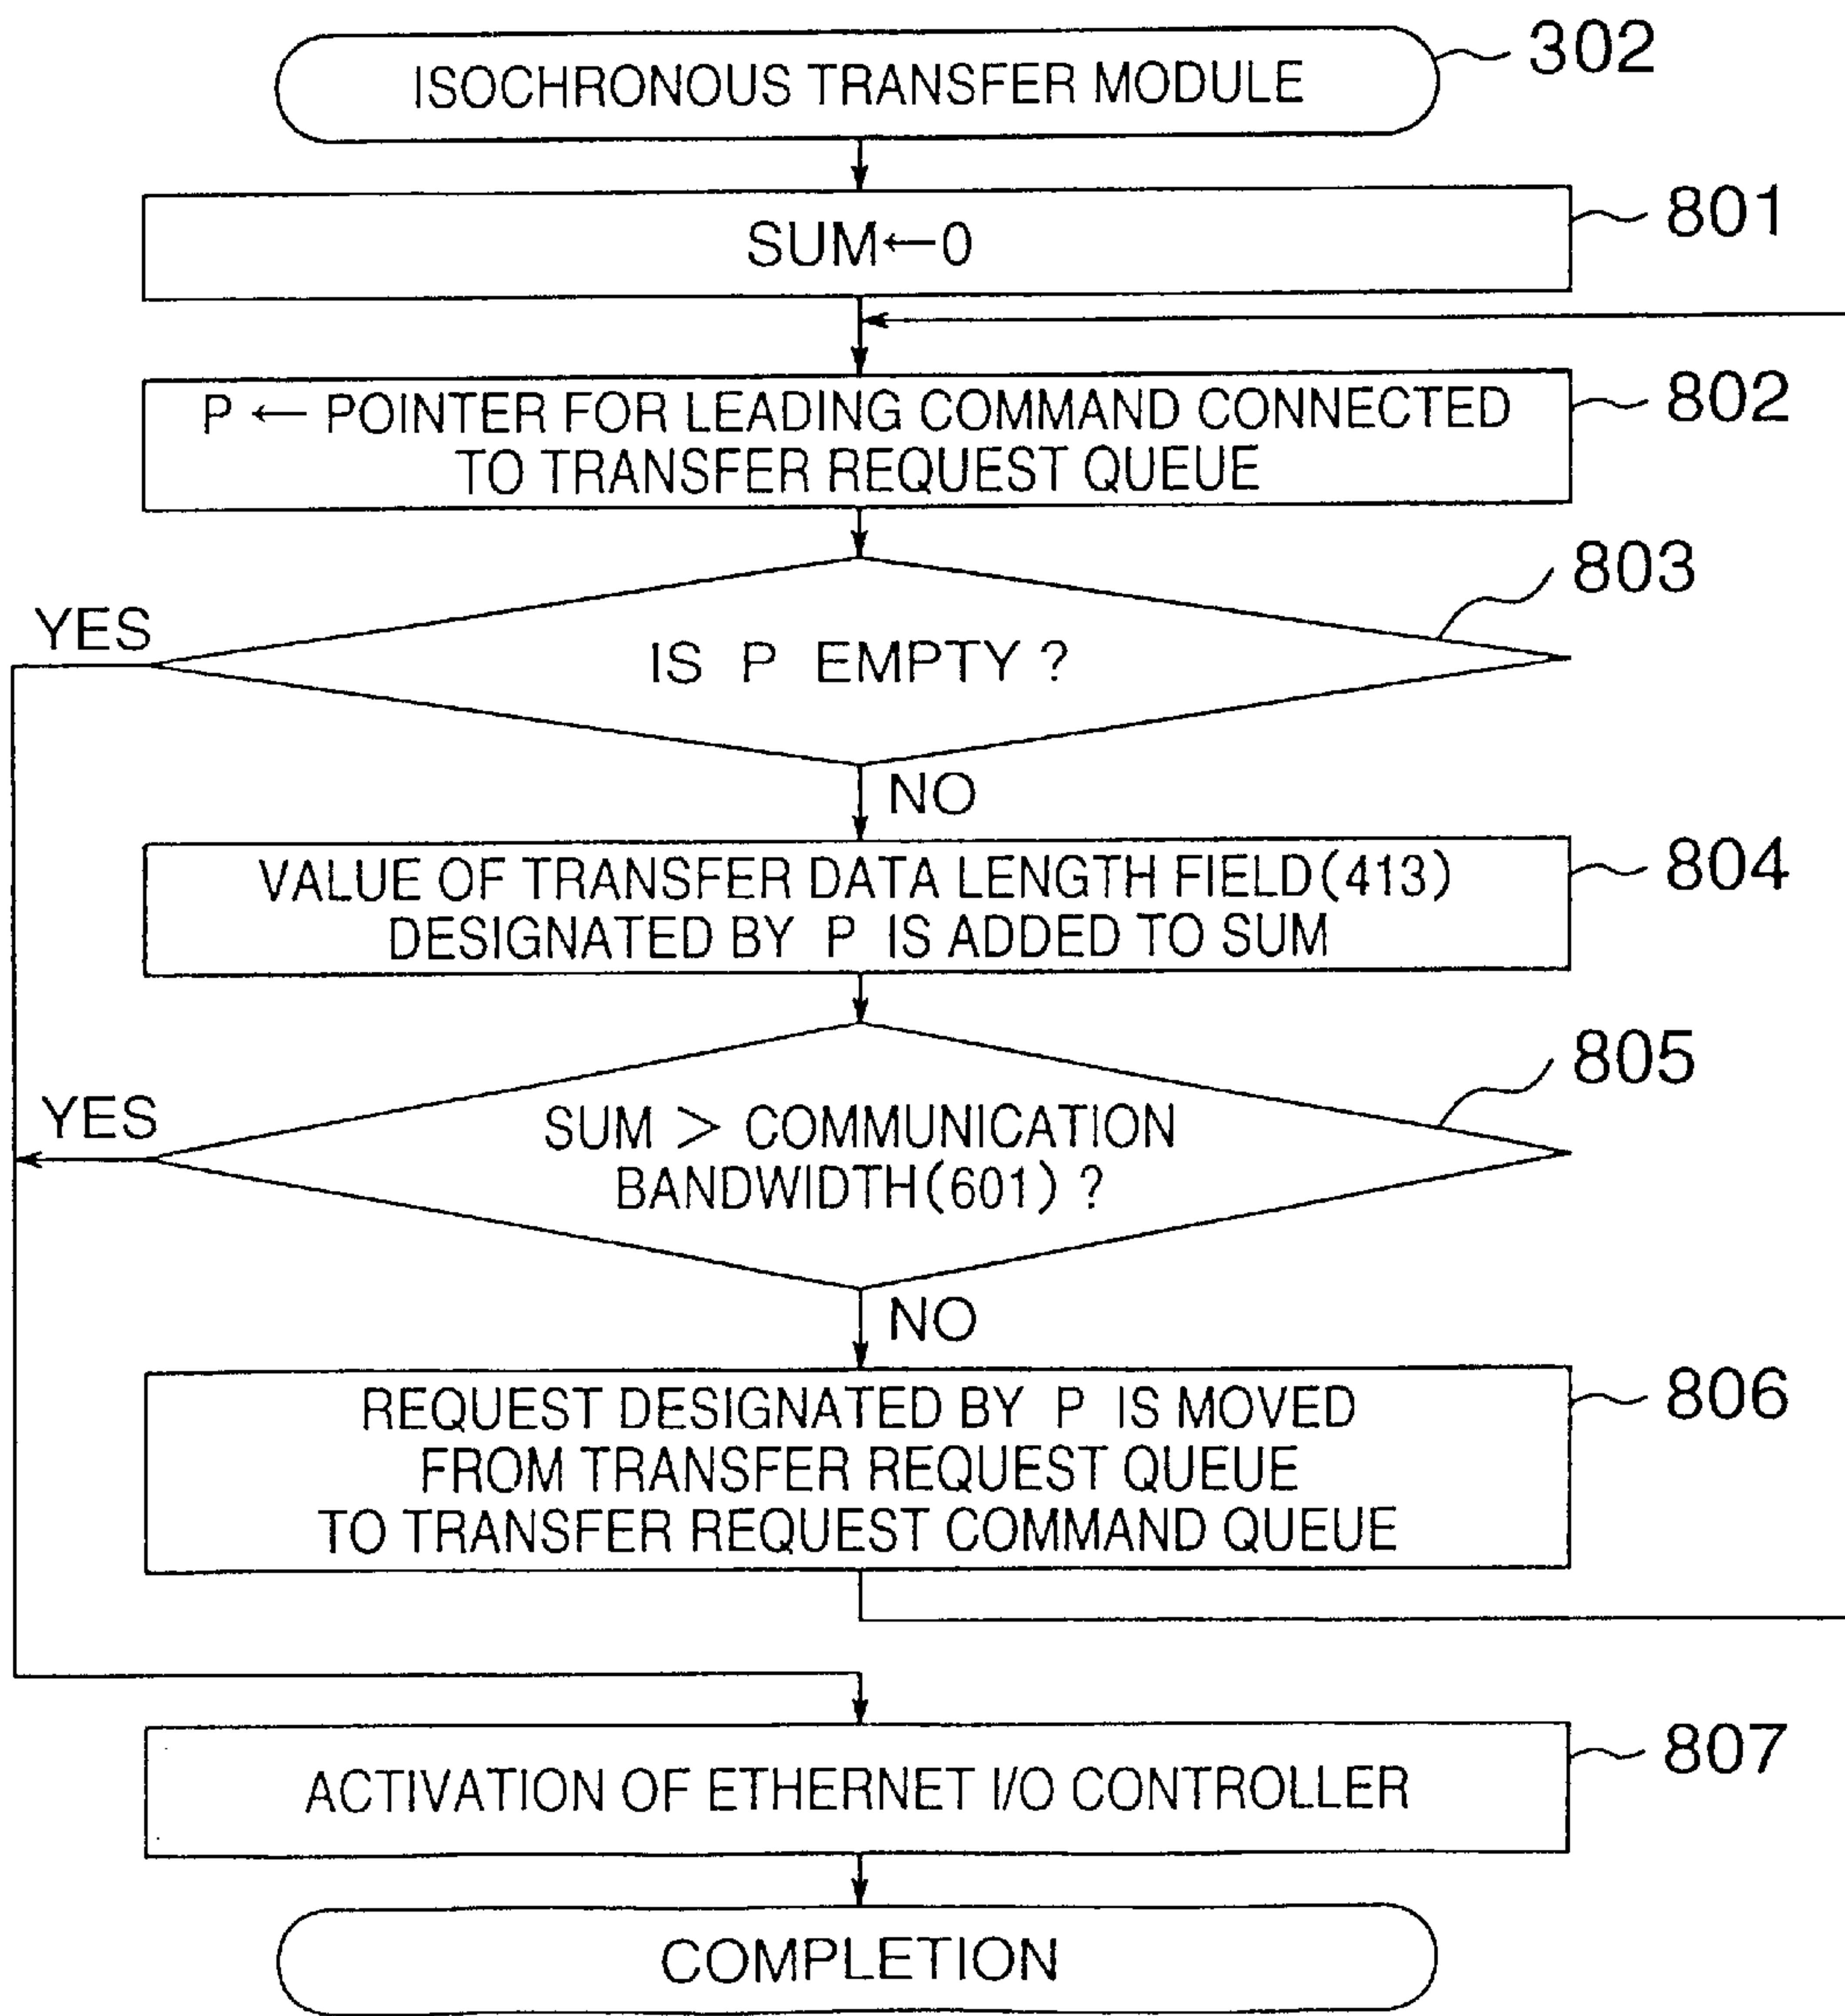 ISOCHRONOUS TRANSFER MODULE
302
SUM←0
801
P ← POINTER FOR LEADING COMMAND CONNECTED
TO TRANSFER REQUEST QUEUE
802
803
YES
IS P EMPTY ?
NO
VALUE OF TRANSFER DATA LENGTH FIELD(413)
DESIGNATED BY P IS ADDED TO SUM
804
805
YES
SUM > COMMUNICATION
BANDWIDTH(601) ?
NO
REQUEST DESIGNATED BY P IS MOVED
FROM TRANSFER REQUEST QUEUE
TO TRANSFER REQUEST COMMAND QUEUE
806
ACTIVATION OF ETHERNET I/O CONTROLLER
807
COMPLETION